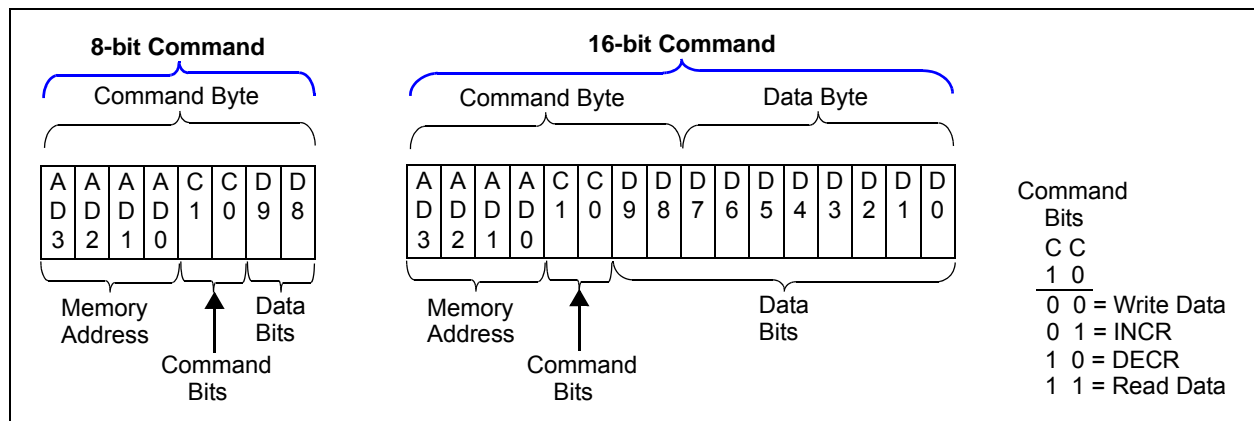 8-bit Command
16-bit Command
Command Byte
Command Byte
Data Byte
A A A A C C D D
D D D D 1 0 9 8
3 2 1 0
A A A A C C D D D D D D D D D D
D D D D 1 0 9 8 7 6 5 4 3 2 1 0
3 2 1 0
Memory
Address
Data
Bits
Command
Bits
Memory
Address
Data
Bits
Command
Bits
Command
Bits
C C
1 0
0 0 = Write Data
0 1 = INCR
1 0 = DECR
1 1 = Read Data